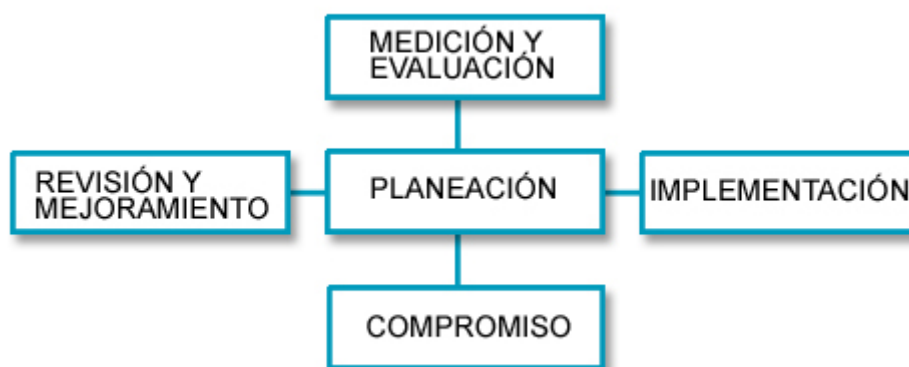 MEDICIÓN Y
EVALUACIÓN
REVISIÓN Y
MEJORAMIENTO
PLANEACIÓN
IMPLEMENTACIÓN
COMPROMISO